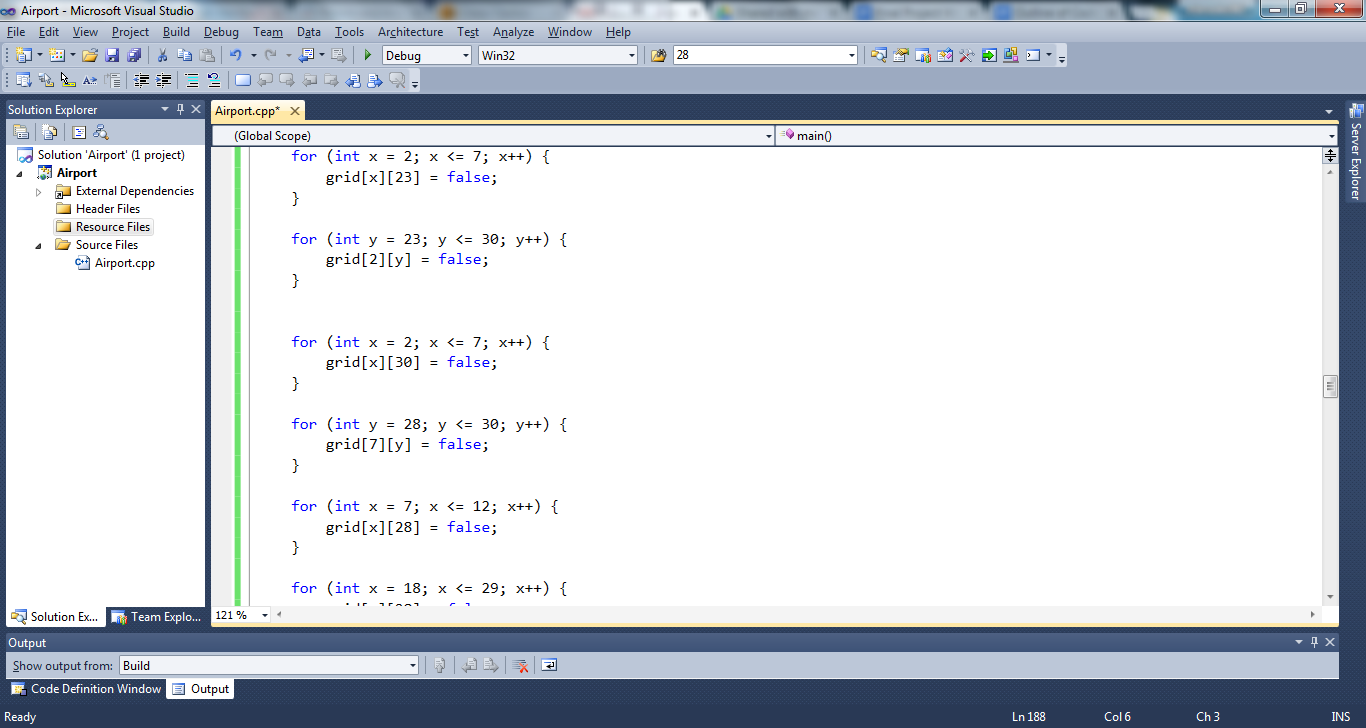 Airport - Microsoft Visual Studio
File Edit View Project Build Debug Team Data Tools Architecture Test Analyze Window Help
Debug Win32 28
Solution Explorer
Airport.cpp*
(Global Scope) main()
Solution 'Airport' (1 project)
Airport
External Dependencies
Header Files
Resource Files
Source Files
Airport.cpp
for (int x = 2; x <= 7; x++) {
grid[x][23] = false;
}
for (int y = 23; y <= 30; y++) {
grid[2][y] = false;
}
for (int x = 2; x <= 7; x++) {
grid[x][30] = false;
}
for (int y = 28; y <= 30; y++) {
grid[7][y] = false;
}
for (int x = 7; x <= 12; x++) {
grid[x][28] = false;
}
for (int x = 18; x <= 29; x++) {
Server Explorer
Solution Ex... Team Explo...
121 %
Output
Show output from: Build
Code Definition Window Output
Ready Ln 188 Col 6 Ch 3 INS